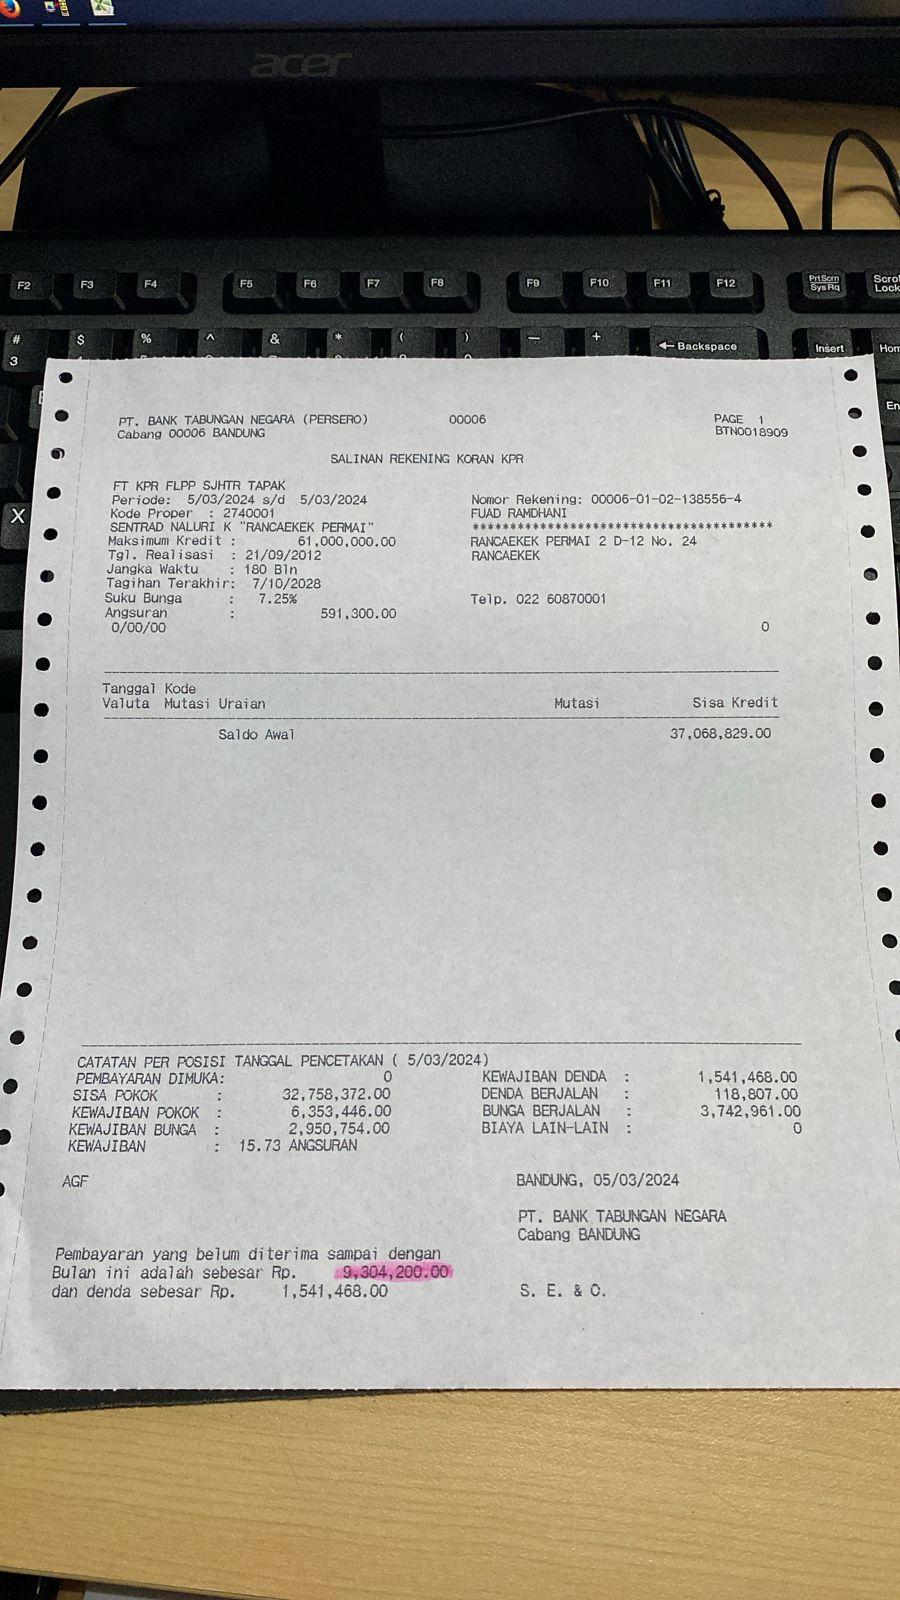 acer
F2 F3 F4 F5 F6 F7 F8 F9 F10 F11 F12 PrtScrn SysRq Scro Lock
# 3 $ % ^ & * ( ) — + ← Backspace Insert Hom
En
X
PT. BANK TABUNGAN NEGARA (PERSERO) 00006 PAGE 1
Cabang 00006 BANDUNG BTN0018909
SALINAN REKENING KORAN KPR
FT KPR FLPP SJHTR TAPAK
Periode: 5/03/2024 s/d 5/03/2024 Nomor Rekening: 00006-01-02-138556-4
Kode Proper : 2740001 FUAD RAMDHANI
SENTRAD NALURI K "RANCAEKEK PERMAI" ***************************************
Maksimum Kredit : 61,000,000.00 RANCAEKEK PERMAI 2 D-12 No. 24
Tgl. Realisasi : 21/09/2012 RANCAEKEK
Jangka Waktu : 180 Bln
Tagihan Terakhir: 7/10/2028
Suku Bunga : 7.25% Telp. 022 60870001
Angsuran : 591,300.00
0/00/00 0
Tanggal Kode
Valuta Mutasi Uraian Mutasi Sisa Kredit
Saldo Awal 37,068,829.00
CATATAN PER POSISI TANGGAL PENCETAKAN ( 5/03/2024)
PEMBAYARAN DIMUKA: 0 KEWAJIBAN DENDA : 1,541,468.00
SISA POKOK : 32,758,372.00 DENDA BERJALAN : 118,807.00
KEWAJIBAN POKOK : 6,353,446.00 BUNGA BERJALAN : 3,742,961.00
KEWAJIBAN BUNGA : 2,950,754.00 BIAYA LAIN-LAIN : 0
KEWAJIBAN : 15.73 ANGSURAN
AGF BANDUNG, 05/03/2024
PT. BANK TABUNGAN NEGARA
Cabang BANDUNG
Pembayaran yang belum diterima sampai dengan
Bulan ini adalah sebesar Rp. 9,304,200.00
dan denda sebesar Rp. 1,541,468.00 S. E. & O.